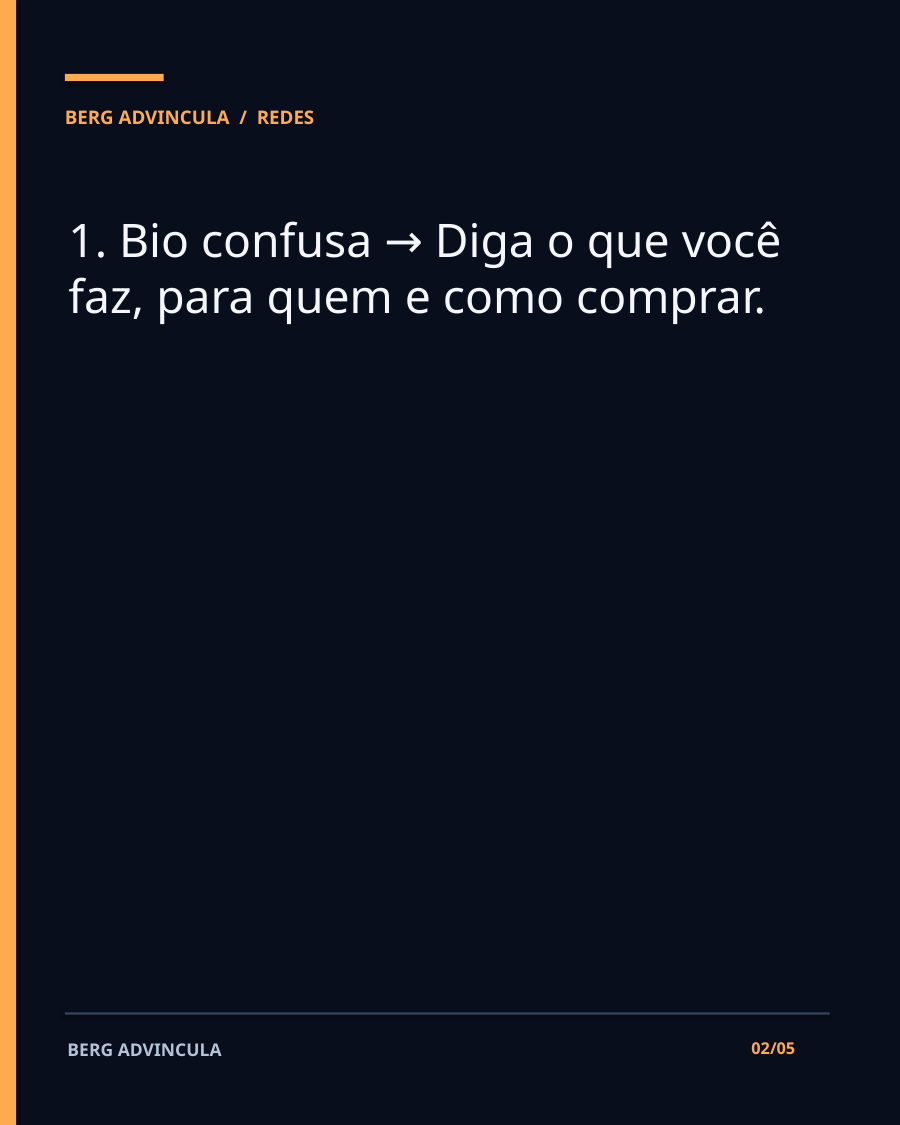 BERG ADVINCULA / REDES
1. Bio confusa → Diga o que você
faz, para quem e como comprar.
BERG ADVINCULA
02/05